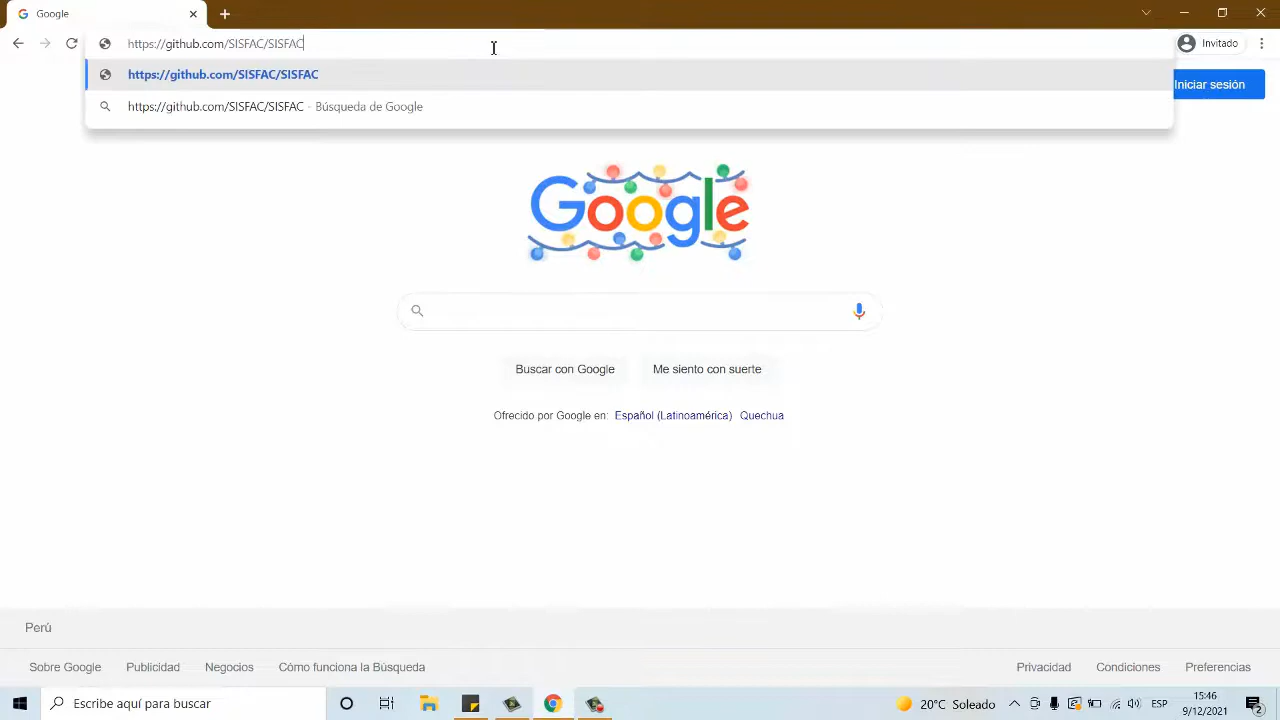 Google
https://github.com/SISFAC/SISFAC
Invitado
https://github.com/SISFAC/SISFAC
https://github.com/SISFAC/SISFAC - Búsqueda de Google
Iniciar sesión
Google
Buscar con Google
Me siento con suerte
Ofrecido por Google en: Español (Latinoamérica) Quechua
Perú
Sobre Google
Publicidad
Negocios
Cómo funciona la Búsqueda
Privacidad
Condiciones
Preferencias
Escribe aquí para buscar
20°C Soleado
ESP
15:46
9/12/2021
2